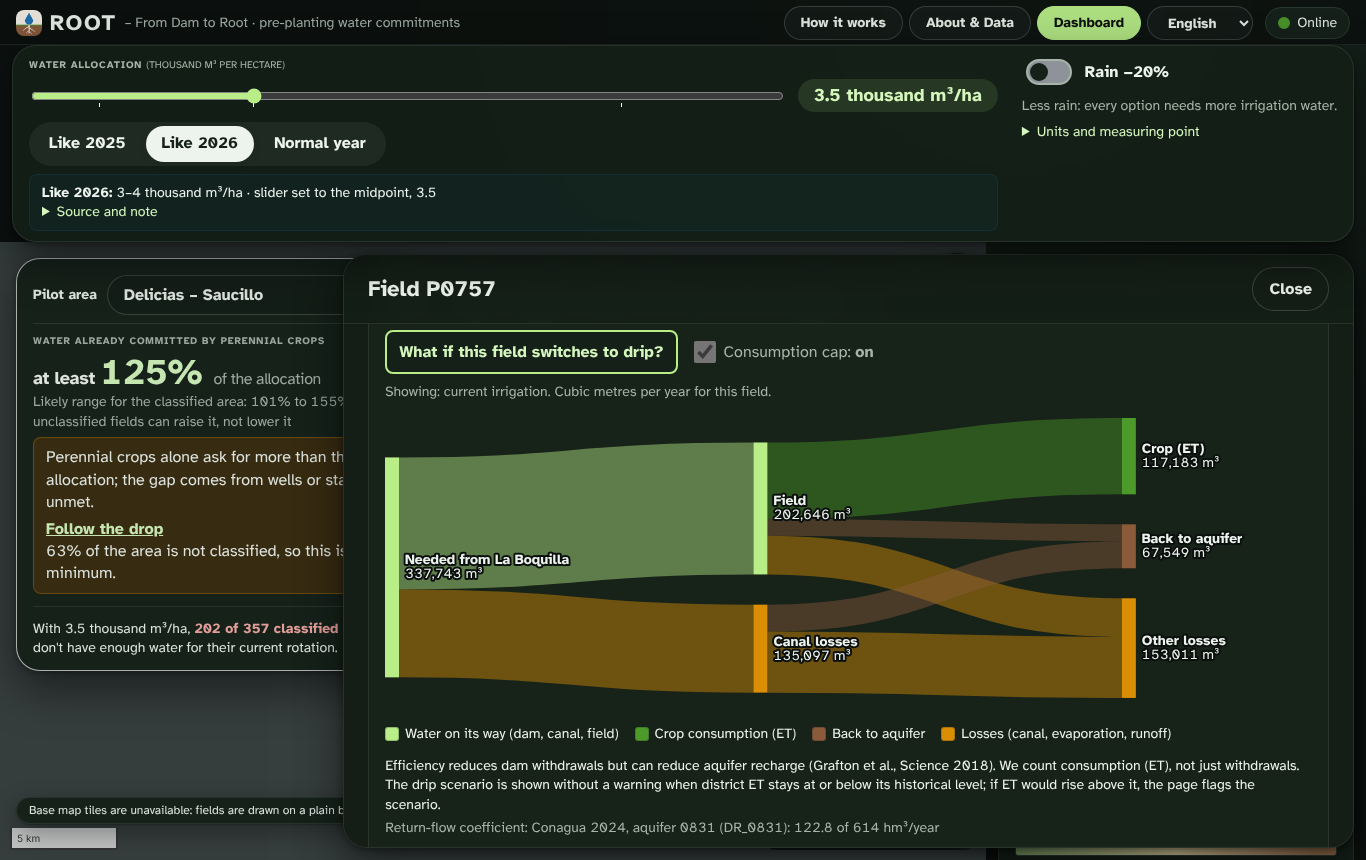 ROOT – From Dam to Root · pre-planting water commitments
How it works
About & Data
Dashboard
English
Online
WATER ALLOCATION (THOUSAND M³ PER HECTARE)
3.5 thousand m³/ha
Like 2025
Like 2026
Normal year
Like 2026: 3–4 thousand m³/ha · slider set to the midpoint, 3.5
Source and note
Rain −20%
Less rain: every option needs more irrigation water.
Units and measuring point
Pilot area
Delicias – Saucillo
WATER ALREADY COMMITTED BY PERENNIAL CROPS
at least 125% of the allocation
Likely range for the classified area: 101% to 155%
unclassified fields can raise it, not lower it
Perennial crops alone ask for more than
allocation; the gap comes from wells or
unmet.
Follow the drop
63% of the area is not classified, so this is
minimum.
With 3.5 thousand m³/ha, 202 of 357 classified
don't have enough water for their current rotation.
Base map tiles are unavailable: fields are drawn on a plain
5 km
Field P0757
Close
What if this field switches to drip?
Consumption cap: on
Showing: current irrigation. Cubic metres per year for this field.
Needed from La Boquilla
337,743 m³
Field
202,646 m³
Canal losses
135,097 m³
Crop (ET)
117,183 m³
Back to aquifer
67,549 m³
Other losses
153,011 m³
Water on its way (dam, canal, field)
Crop consumption (ET)
Back to aquifer
Losses (canal, evaporation, runoff)
Efficiency reduces dam withdrawals but can reduce aquifer recharge (Grafton et al., Science 2018). We count consumption (ET), not just withdrawals.
The drip scenario is shown without a warning when district ET stays at or below its historical level; if ET would rise above it, the page flags the
scenario.
Return-flow coefficient: Conagua 2024, aquifer 0831 (DR_0831): 122.8 of 614 hm³/year